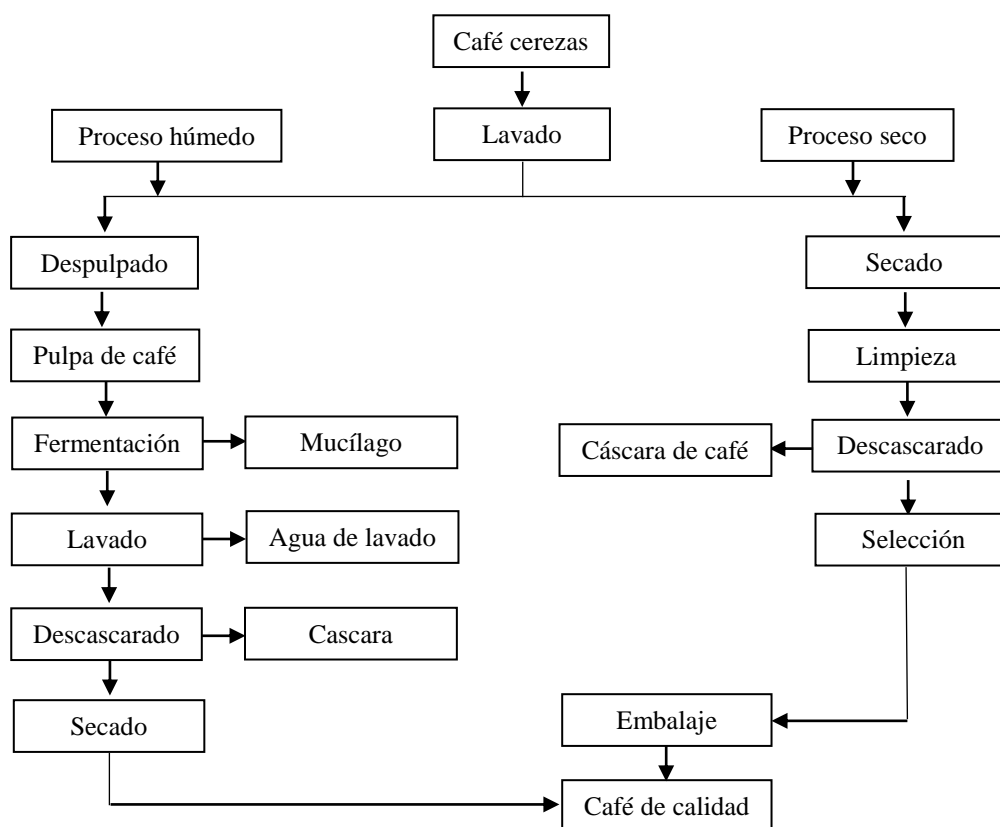 Café cerezas
Proceso húmedo
Lavado
Proceso seco
Despulpado
Secado
Pulpa de café
Limpieza
Fermentación
Mucílago
Cáscara de café
Descascarado
Lavado
Agua de lavado
Selección
Descascarado
Cascara
Secado
Embalaje
Café de calidad